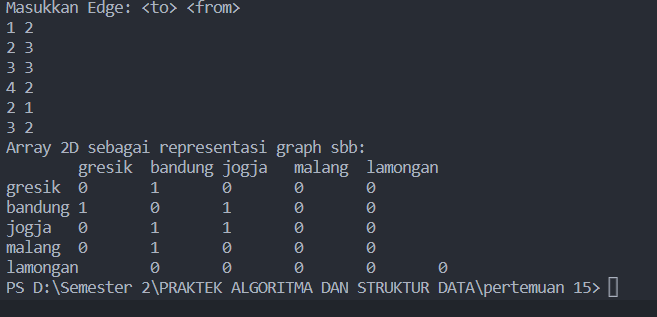 Masukkan Edge: <to> <from>
1 2
2 3
3 3
4 2
2 1
3 2
Array 2D sebagai representasi graph sbb:
gresik bandung jogja malang lamongan
gresik 0 1 0 0 0
bandung 1 0 1 0 0
jogja 0 1 1 0 0
malang 0 1 0 0 0
lamongan 0 0 0 0 0
PS D:\Semester 2\PRAKTEK ALGORITMA DAN STRUKTUR DATA\pertemuan 15>